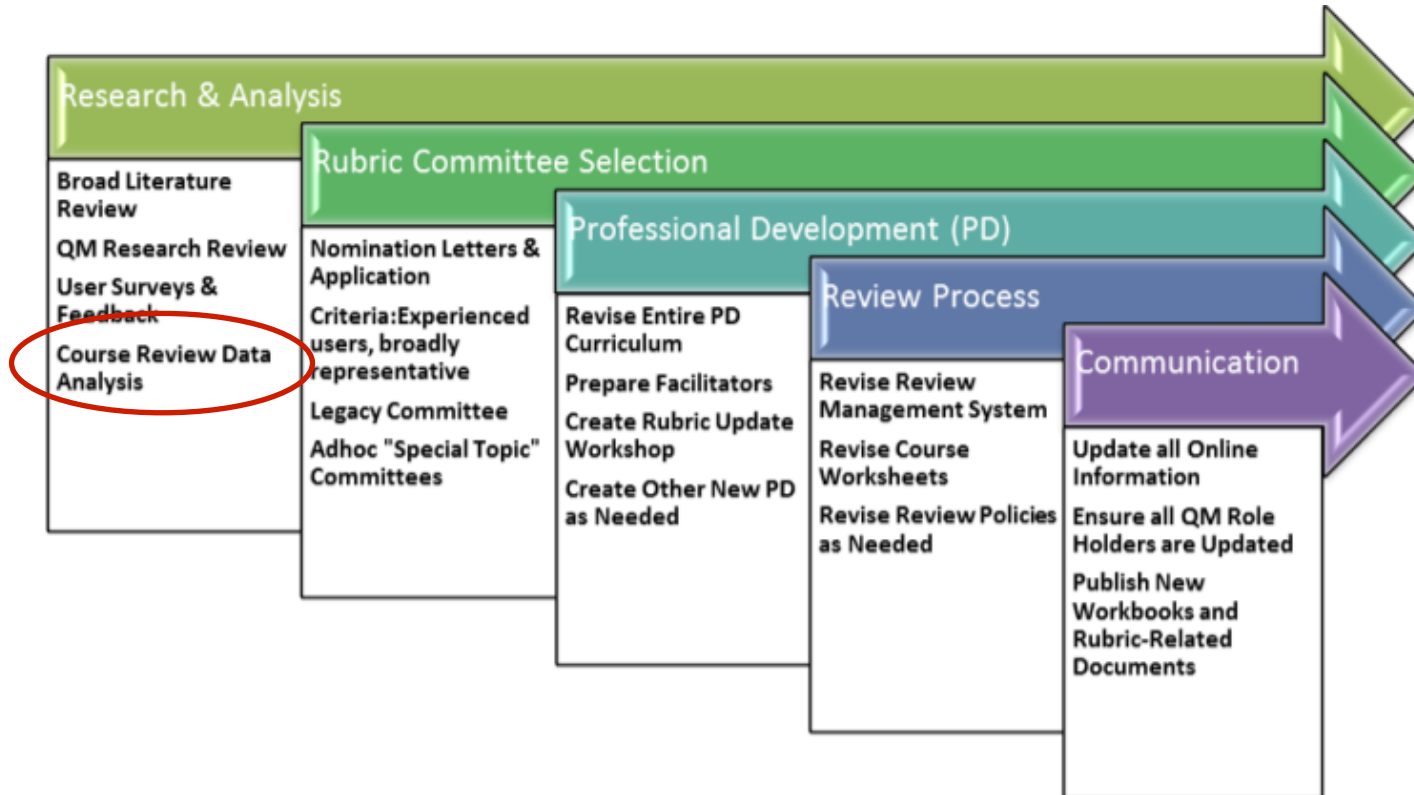 Research & Analysis
Broad Literature
Review
QM Research Review
User Surveys &
Feedback
Course Review Data
Analysis
Rubric Committee Selection
Nomination Letters &
Application
Criteria:Experienced
users, broadly
representative
Legacy Committee
Adhoc "Special Topic"
Committees
Professional Development (PD)
Revise Entire PD
Curriculum
Prepare Facilitators
Create Rubric Update
Workshop
Create Other New PD
as Needed
Review Process
Revise Review
Management System
Revise Course
Worksheets
Revise Review Policies
as Needed
Communication
Update all Online
Information
Ensure all QM Role
Holders are Updated
Publish New
Workbooks and
Rubric-Related
Documents